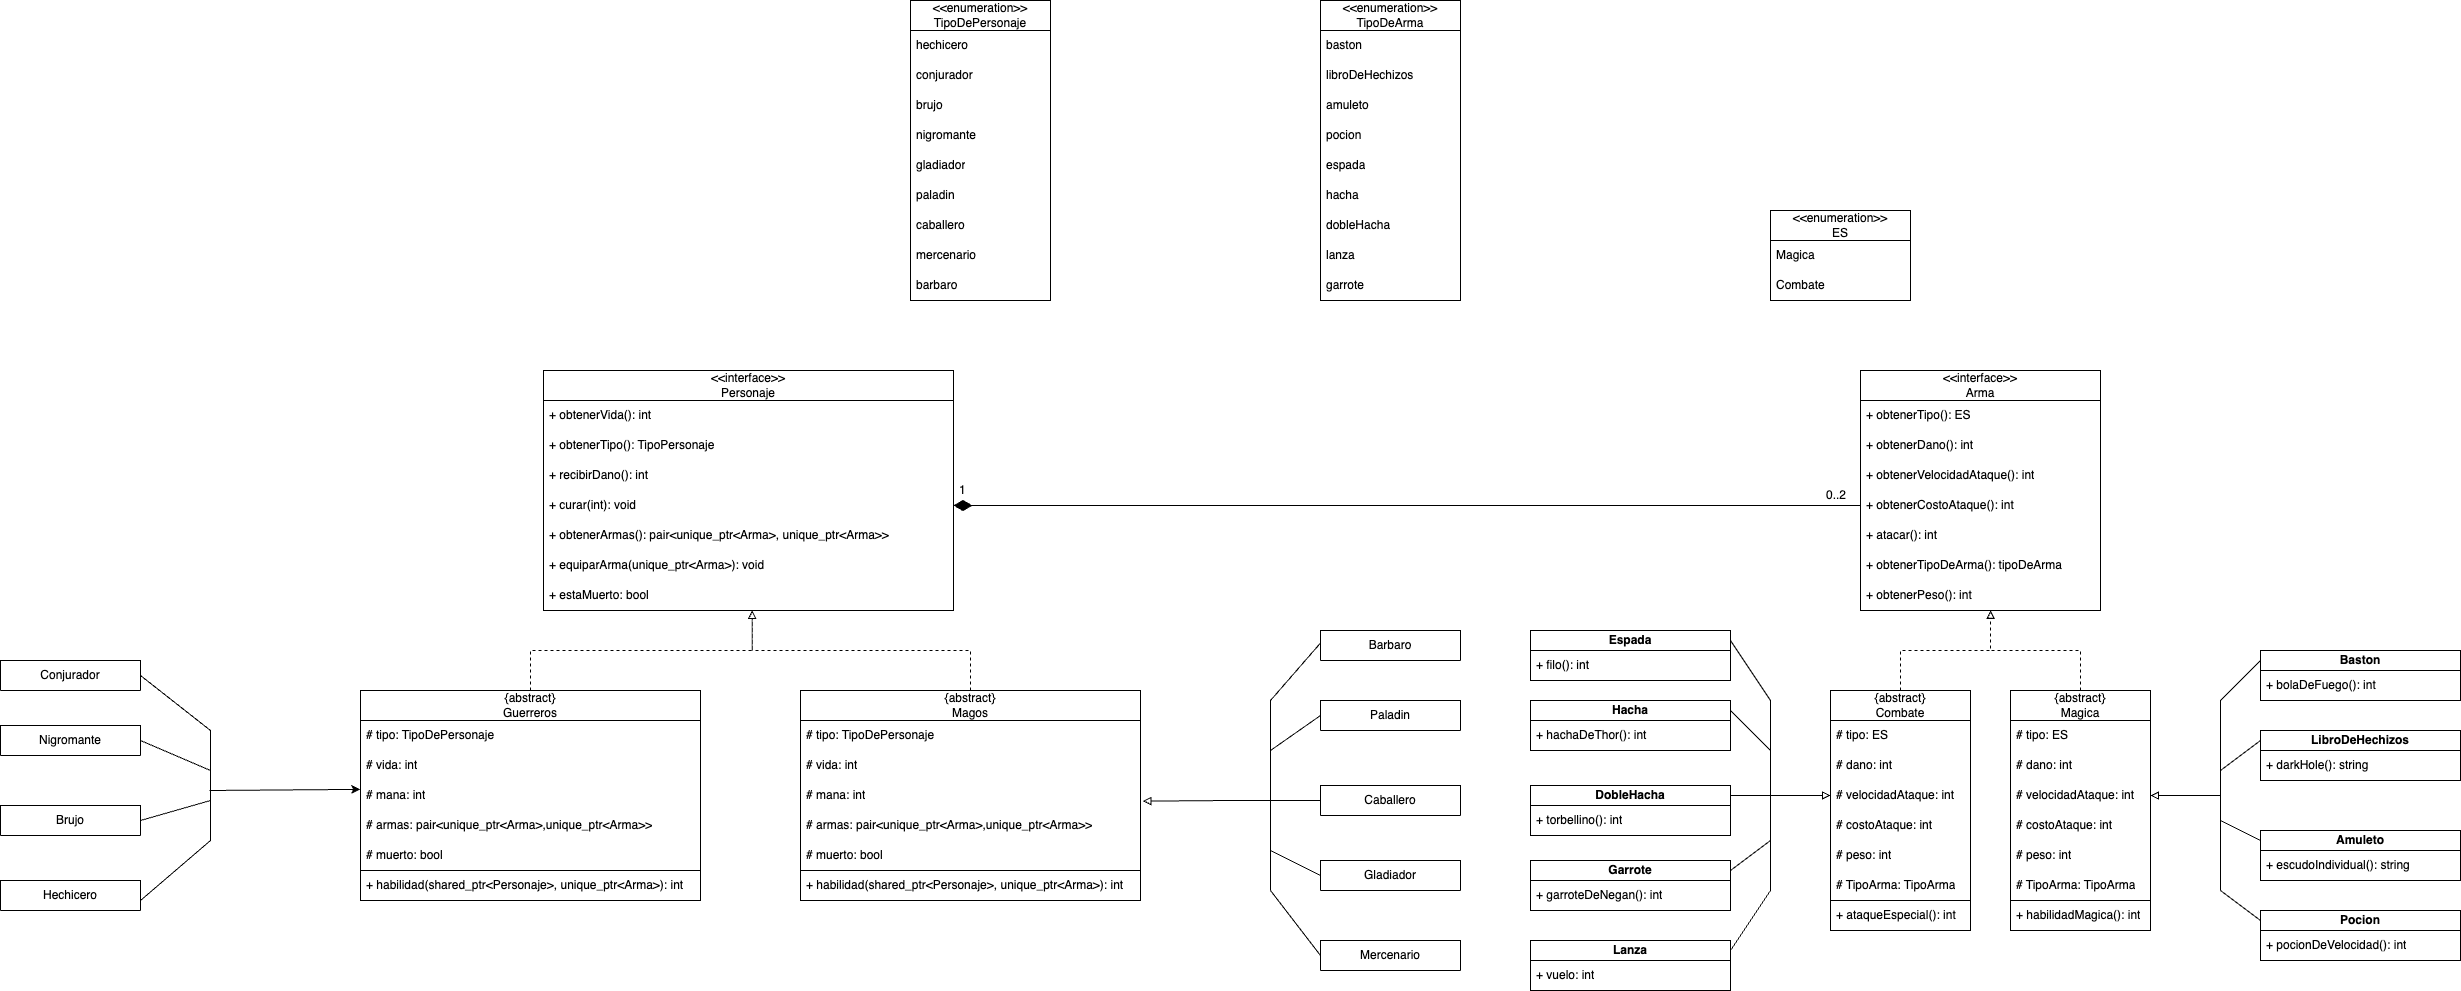 <<enumeration>>
TipoDePersonaje
hechicero
conjurador
brujo
nigromante
gladiador
paladin
caballero
mercenario
barbaro
<<enumeration>>
TipoDeArma
baston
libroDeHechizos
amuleto
pocion
espada
hacha
dobleHacha
lanza
garrote
<<enumeration>>
ES
Magica
Combate
<<interface>>
Personaje
+ obtenerVida(): int
+ obtenerTipo(): TipoPersonaje
+ recibirDano(): int
+ curar(int): void
+ obtenerArmas(): pair<unique_ptr<Arma>, unique_ptr<Arma>>
+ equiparArma(unique_ptr<Arma>): void
+ estaMuerto: bool
1
0..2
<<interface>>
Arma
+ obtenerTipo(): ES
+ obtenerDano(): int
+ obtenerVelocidadAtaque(): int
+ obtenerCostoAtaque(): int
+ atacar(): int
+ obtenerTipoDeArma(): tipoDeArma
+ obtenerPeso(): int
Conjurador
Nigromante
Brujo
Hechicero
{abstract}
Guerreros
# tipo: TipoDePersonaje
# vida: int
# mana: int
# armas: pair<unique_ptr<Arma>,unique_ptr<Arma>>
# muerto: bool
+ habilidad(shared_ptr<Personaje>, unique_ptr<Arma>): int
{abstract}
Magos
# tipo: TipoDePersonaje
# vida: int
# mana: int
# armas: pair<unique_ptr<Arma>,unique_ptr<Arma>>
# muerto: bool
+ habilidad(shared_ptr<Personaje>, unique_ptr<Arma>): int
Barbaro
Paladin
Caballero
Gladiador
Mercenario
Espada
+ filo(): int
Hacha
+ hachaDeThor(): int
DobleHacha
+ torbellino(): int
Garrote
+ garroteDeNegan(): int
Lanza
+ vuelo: int
{abstract}
Combate
# tipo: ES
# dano: int
# velocidadAtaque: int
# costoAtaque: int
# peso: int
# TipoArma: TipoArma
+ ataqueEspecial(): int
{abstract}
Magica
# tipo: ES
# dano: int
# velocidadAtaque: int
# costoAtaque: int
# peso: int
# TipoArma: TipoArma
+ habilidadMagica(): int
Baston
+ bolaDeFuego(): int
LibroDeHechizos
+ darkHole(): string
Amuleto
+ escudoIndividual(): string
Pocion
+ pocionDeVelocidad(): int